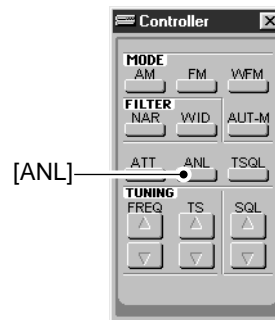 Controller
MODE
AM FM WFM
FILTER
NAR WID AUT-M
ATT ANL TSQL
[ANL]
TUNING
FREQ TS SQL